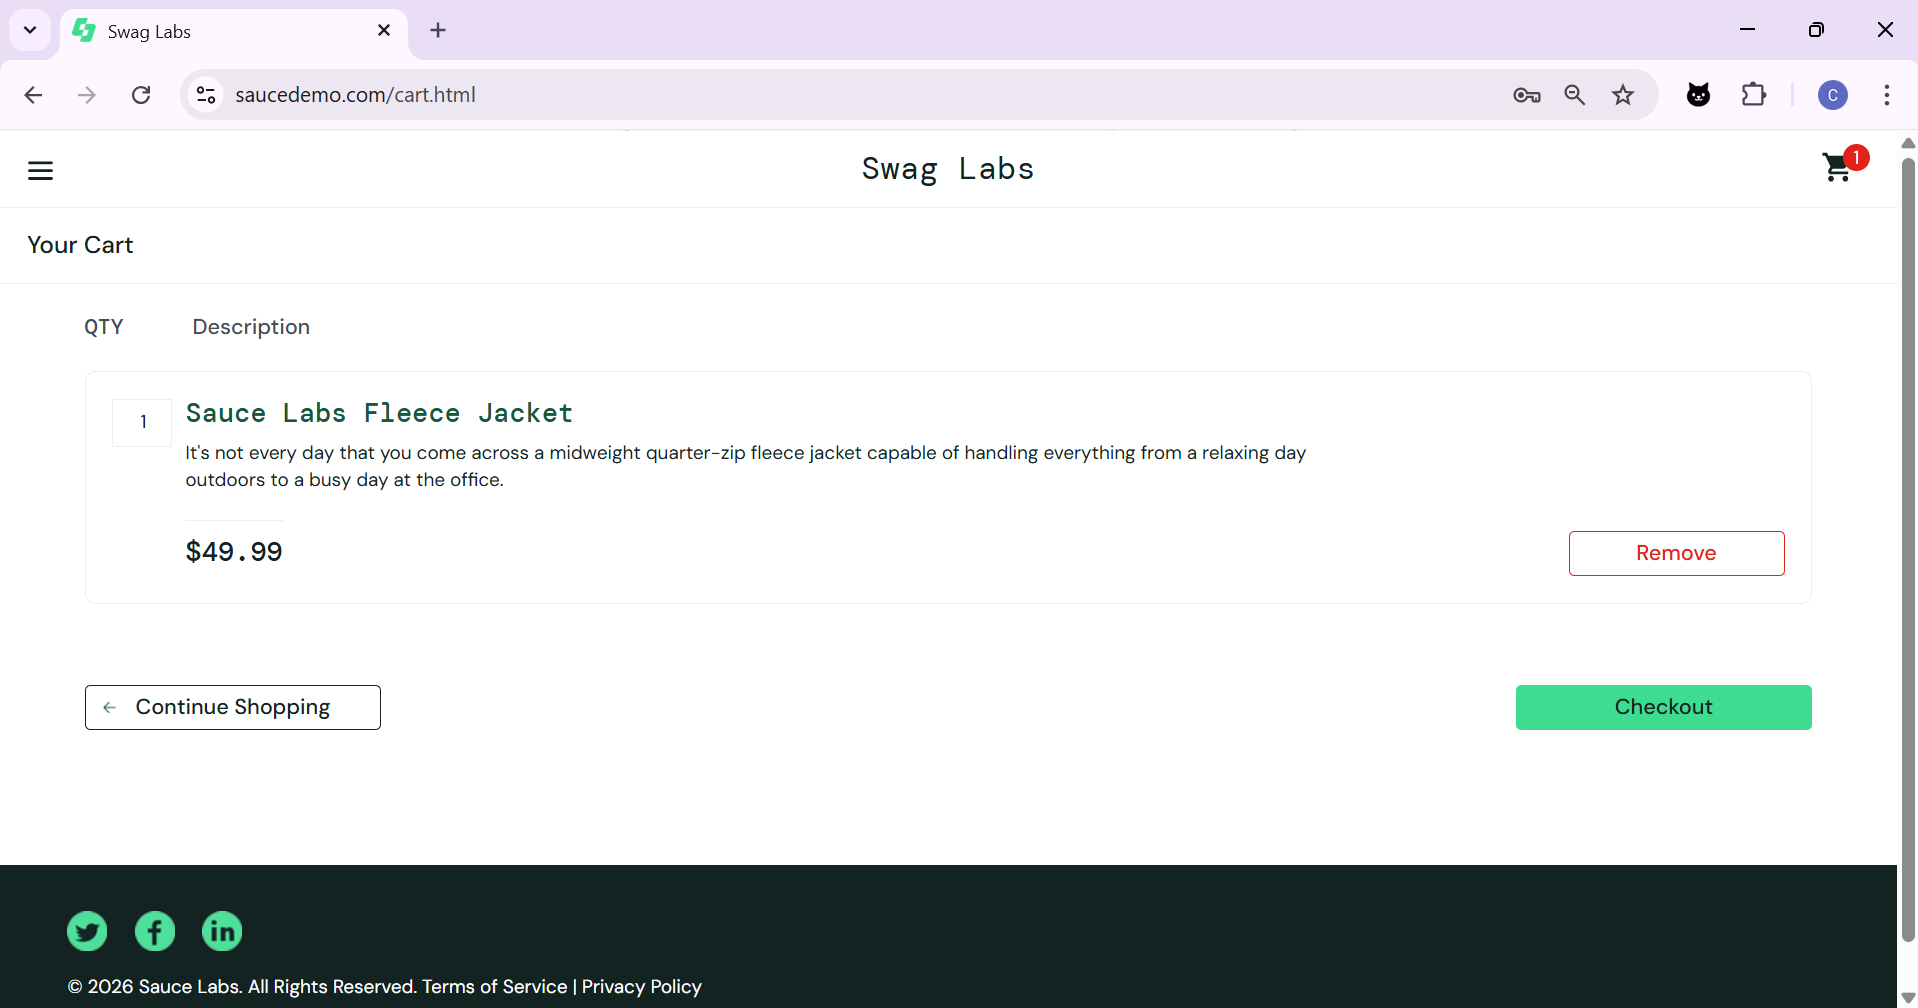 Swag Labs
saucedemo.com/cart.html
C
Swag Labs
1
Your Cart
QTY Description
1
Sauce Labs Fleece Jacket
It's not every day that you come across a midweight quarter-zip fleece jacket capable of handling everything from a relaxing day
outdoors to a busy day at the office.
$49.99
Remove
Continue Shopping
Checkout
© 2026 Sauce Labs. All Rights Reserved. Terms of Service | Privacy Policy